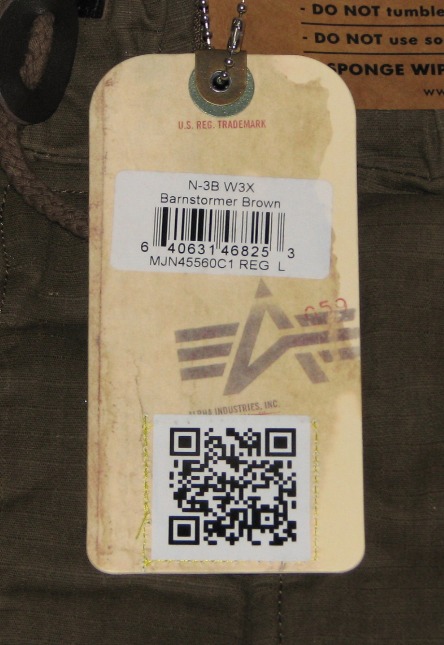 - DO NOT tumble
- DO NOT use so
SPONGE WIP
ww
U.S. REG. TRADEMARK
N-3B W3X
Barnstormer Brown
6 40631 46825 3
MJN45560C1 REG L
ALPHA INDUSTRIES, INC.